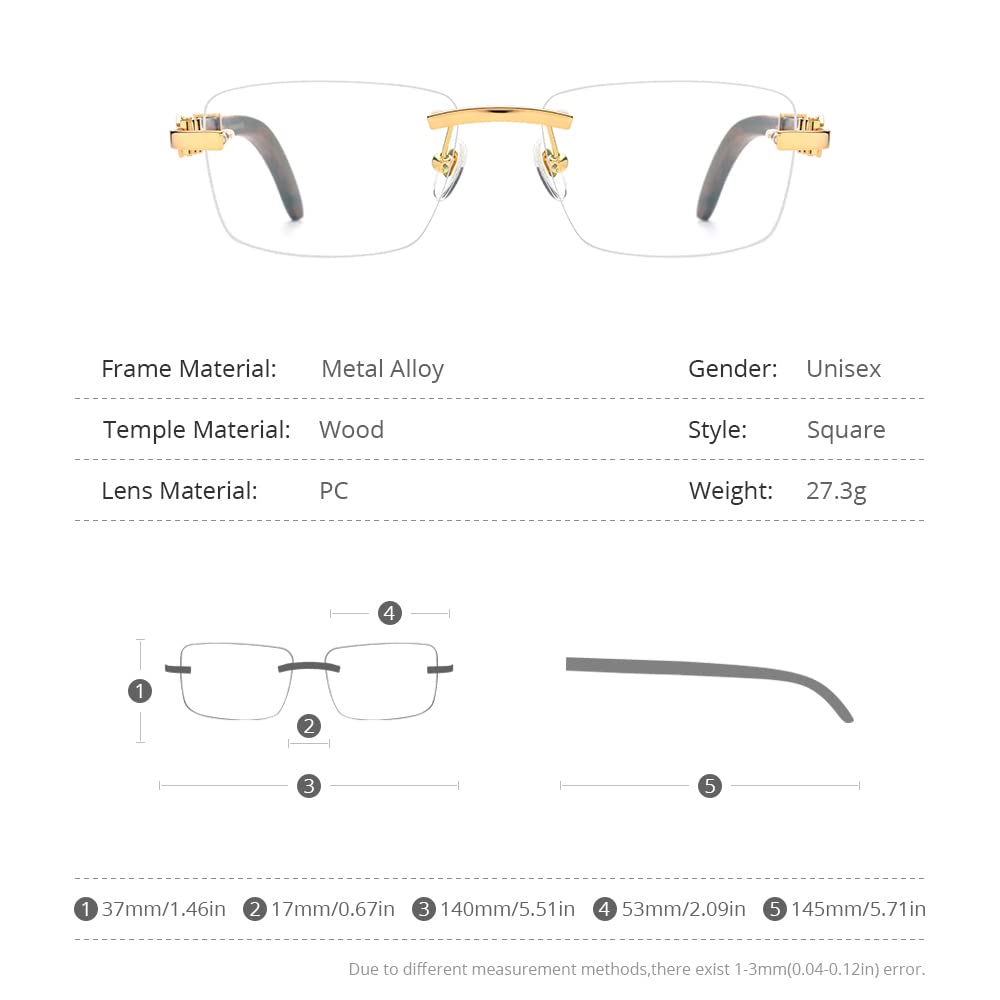 Frame Material: Metal Alloy Gender: Unisex
Temple Material: Wood Style: Square
Lens Material: PC Weight: 27.3g
4
1
2
3 5
1 37mm/1.46in 2 17mm/0.67in 3 140mm/5.51in 4 53mm/2.09in 5 145mm/5.71in
Due to different measurement methods,there exist 1-3mm(0.04-0.12in) error.